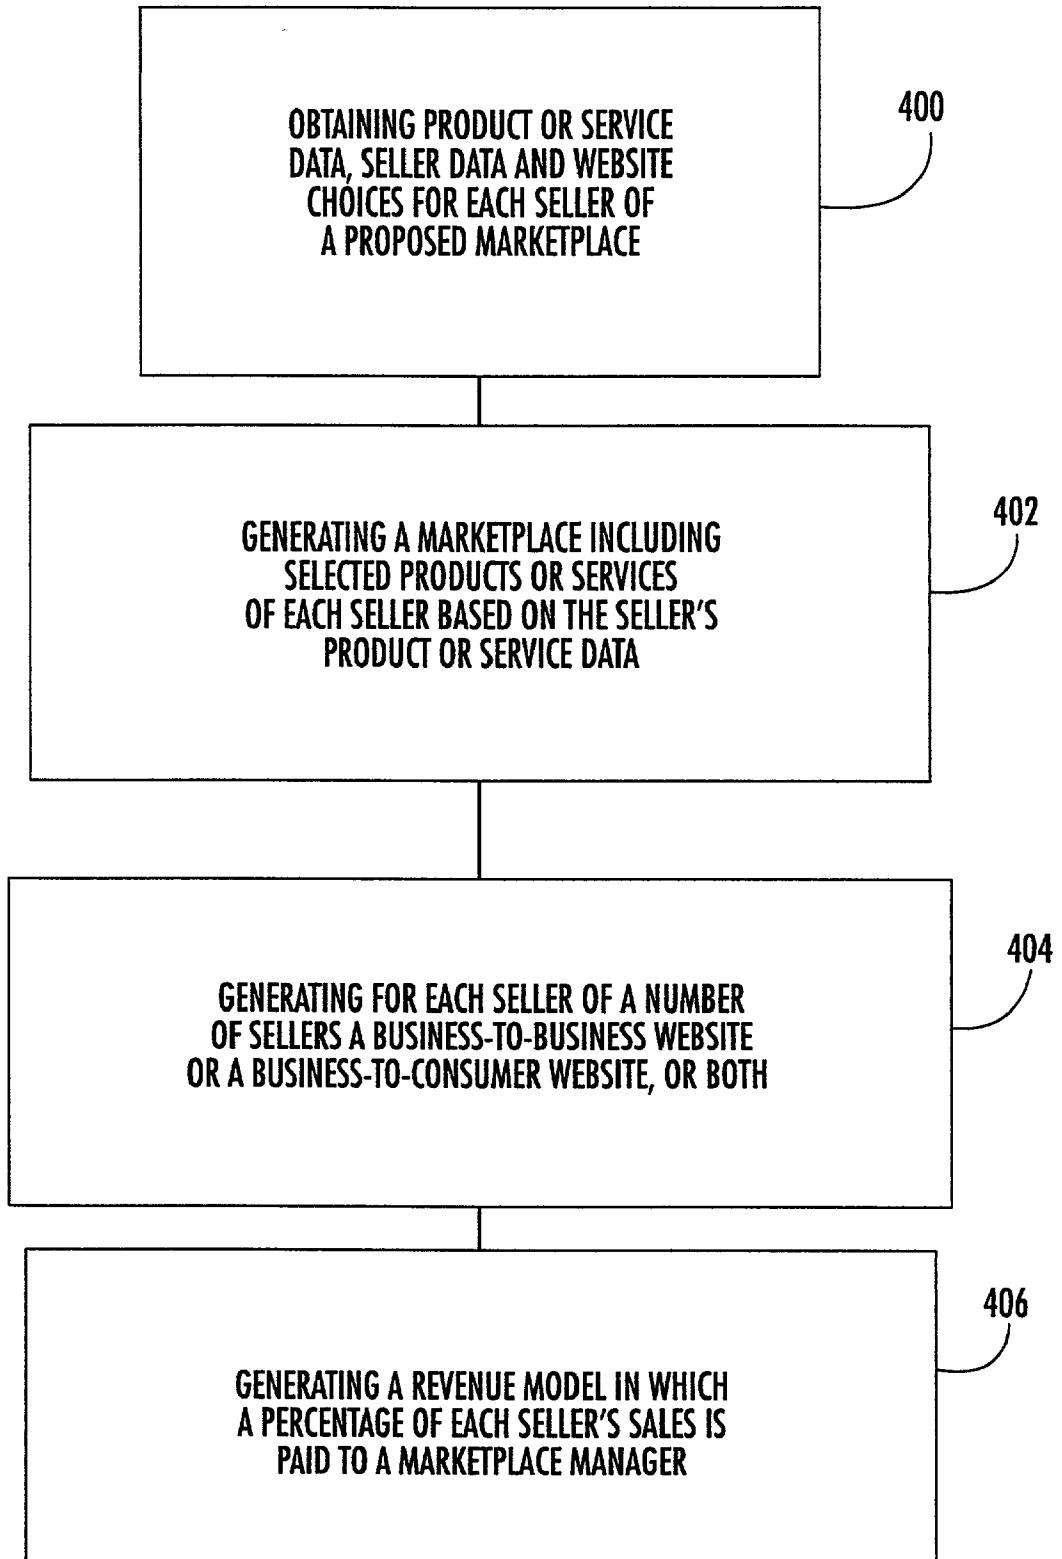 OBTAINING PRODUCT OR SERVICE
DATA, SELLER DATA AND WEBSITE
CHOICES FOR EACH SELLER OF
A PROPOSED MARKETPLACE
400
GENERATING A MARKETPLACE INCLUDING
SELECTED PRODUCTS OR SERVICES
OF EACH SELLER BASED ON THE SELLER'S
PRODUCT OR SERVICE DATA
402
GENERATING FOR EACH SELLER OF A NUMBER
OF SELLERS A BUSINESS-TO-BUSINESS WEBSITE
OR A BUSINESS-TO-CONSUMER WEBSITE, OR BOTH
404
GENERATING A REVENUE MODEL IN WHICH
A PERCENTAGE OF EACH SELLER'S SALES IS
PAID TO A MARKETPLACE MANAGER
406